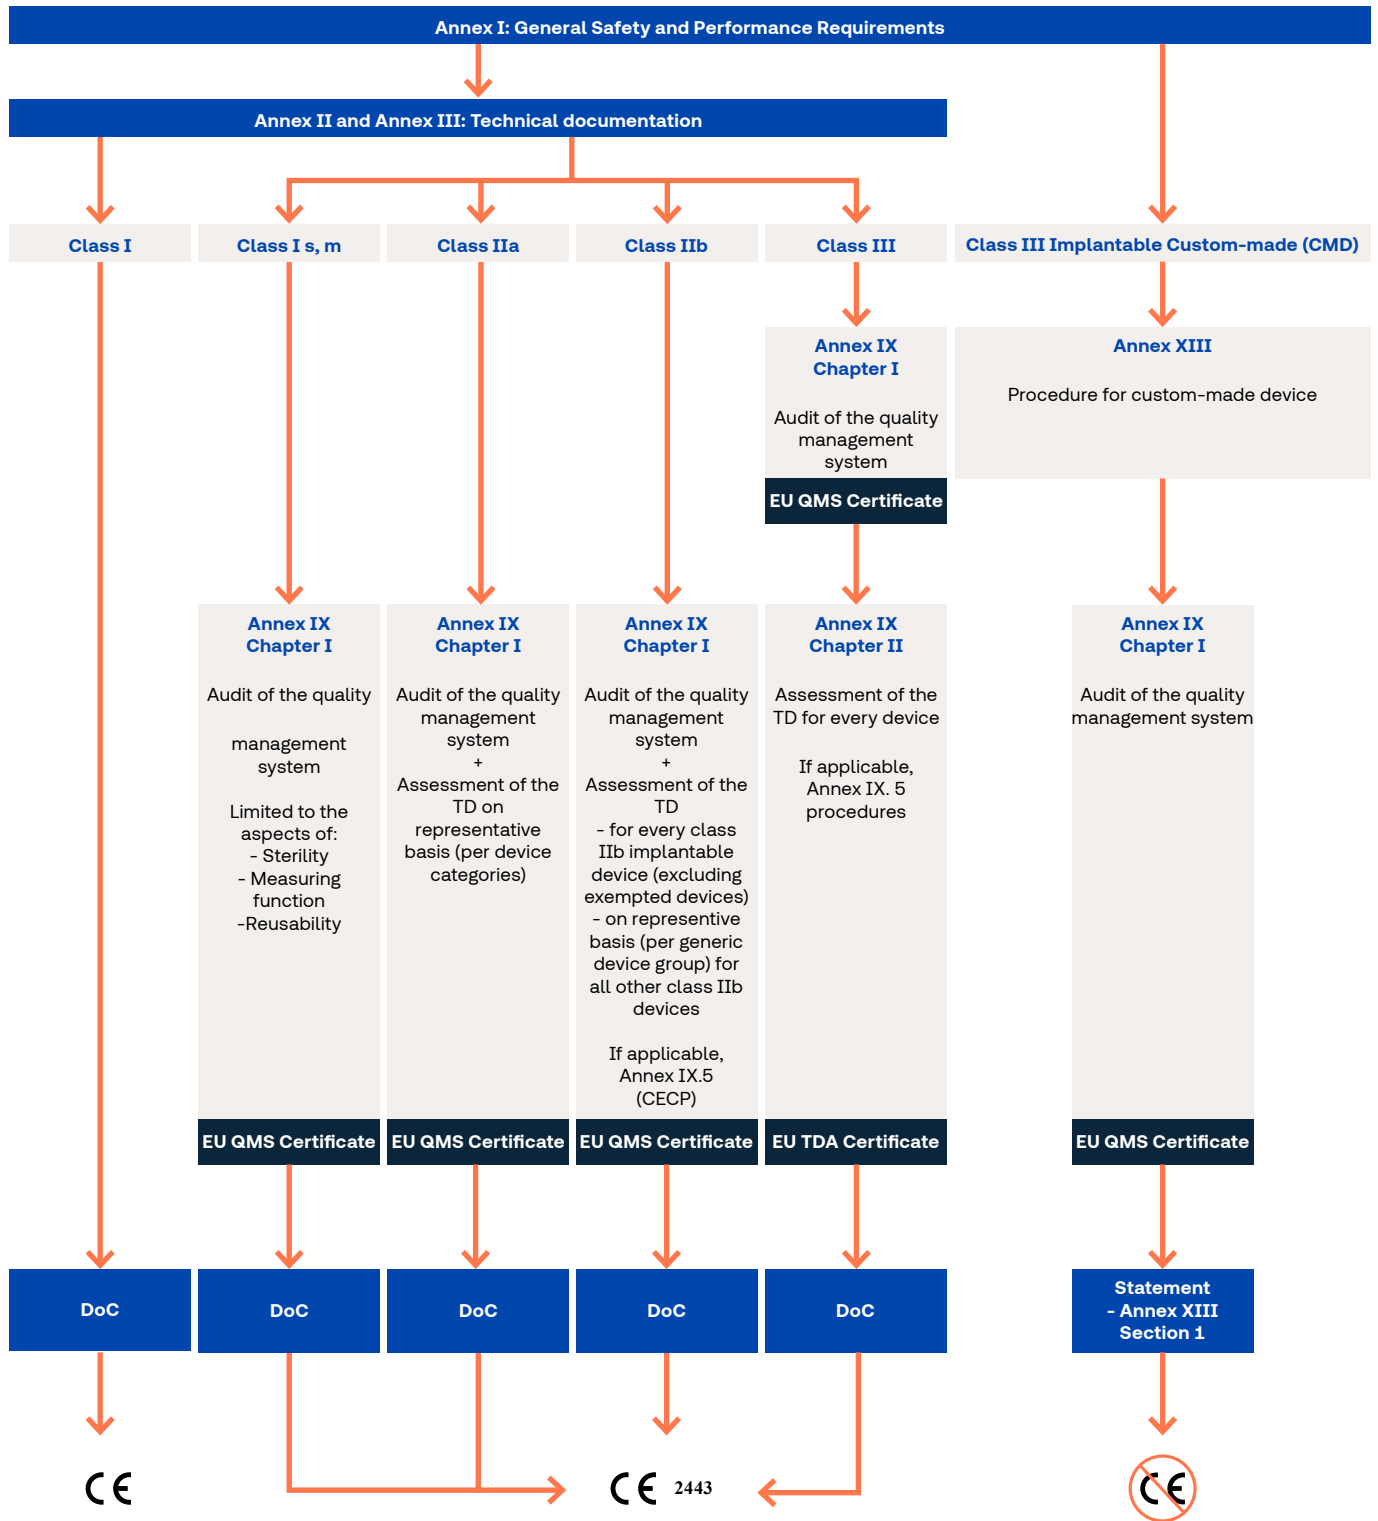 Annex I: General Safety and Performance Requirements
Annex II and Annex III: Technical documentation
Class I
Class I s, m
Class IIa
Class IIb
Class III
Class III Implantable Custom-made (CMD)
Annex IX
Chapter I
Audit of the quality
management
system
EU QMS Certificate
Annex XIII
Procedure for custom-made device
Annex IX
Chapter I
Audit of the quality
management
system
Limited to the
aspects of:
- Sterility
- Measuring
function
-Reusability
EU QMS Certificate
Annex IX
Chapter I
Audit of the quality
management
system
+
Assessment of the
TD on
representative
basis (per device
categories)
EU QMS Certificate
Annex IX
Chapter I
Audit of the quality
management
system
+
Assessment of the
TD
- for every class
IIb implantable
device (excluding
exempted devices)
- on representive
basis (per generic
device group) for
all other class IIb
devices
If applicable,
Annex IX.5
(CECP)
EU QMS Certificate
Annex IX
Chapter II
Assessment of the
TD for every device
If applicable,
Annex IX. 5
procedures
EU TDA Certificate
Annex IX
Chapter I
Audit of the quality
management system
EU QMS Certificate
DoC
DoC
DoC
DoC
DoC
Statement
- Annex XIII
Section 1
CE
CE 2443
CE